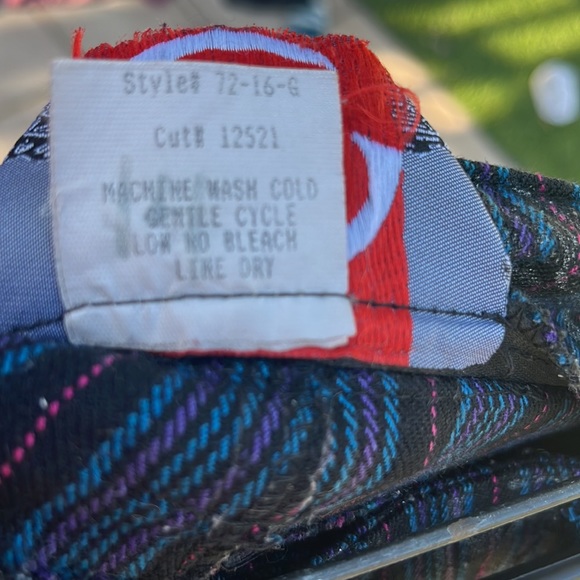 Style# 72-16-G
Cut# 12521
MACHINE WASH COLD
GENTLE CYCLE
LOW NO BLEACH
LINE DRY